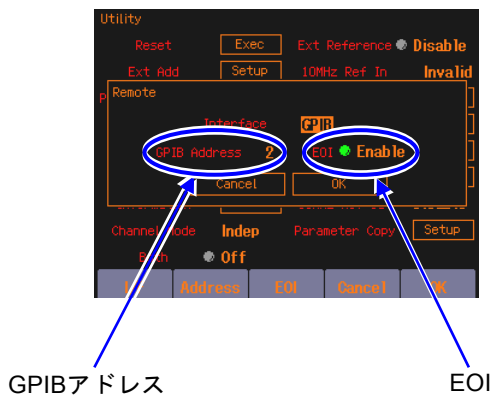 Utility
Reset Exec Ext Reference Disable
Ext Add Setup 10MHz Ref In Invalid
Remote
Interface GPIB
GPIB Address 2 EOI Enable
Cancel OK
Channel Mode Indep Parameter Copy Setup
Both Off
Address EOI Cancel OK
GPIBアドレス EOI